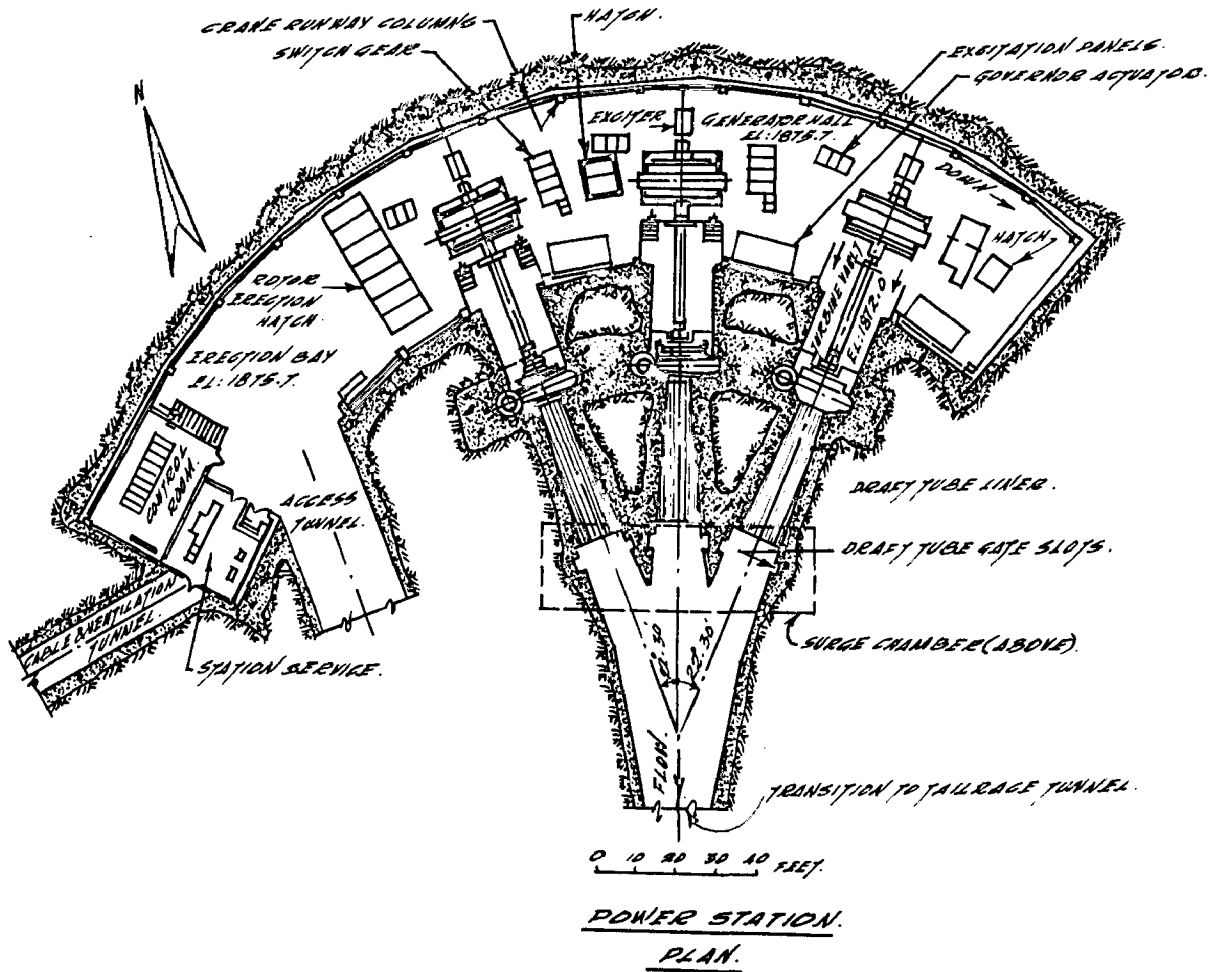 CRANE RUNWAY COLUMNS
HATCH.
SWITCH GEAR
EXCITATION PANELS.
GOVERNOR ACTUATOR.
N
EXCITER
GENERATOR HALL
EL:1875.7.
DOWN
HATCH
ROTOR
ERECTION
HATCH.
ERECTION BAY
EL:1875.7.
TURBINE VARY
EL.1872.0
CONTROL
ROOM.
ACCESS
TUNNEL.
DRAFT TUBE LINER.
DRAFT TUBE GATE SLOTS.
CABLE & VENTILATION
TUNNEL.
STATION SERVICE.
SURGE CHAMBER (ABOVE).
22° 30'
FLOW.
TRANSITION TO TAILRACE TUNNEL.
0 10 20 30 40 FEET.
POWER STATION.
PLAN.